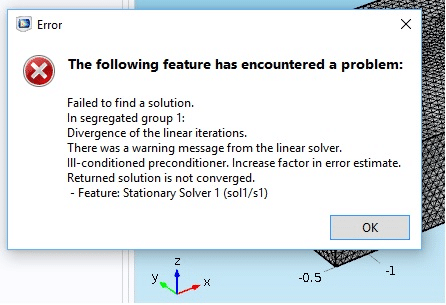 Error
The following feature has encountered a problem:
Failed to find a solution.
In segregated group 1:
Divergence of the linear iterations.
There was a warning message from the linear solver.
Ill-conditioned preconditioner. Increase factor in error estimate.
Returned solution is not converged.
- Feature: Stationary Solver 1 (sol1/s1)
OK
z
y
x
-0.5
-1